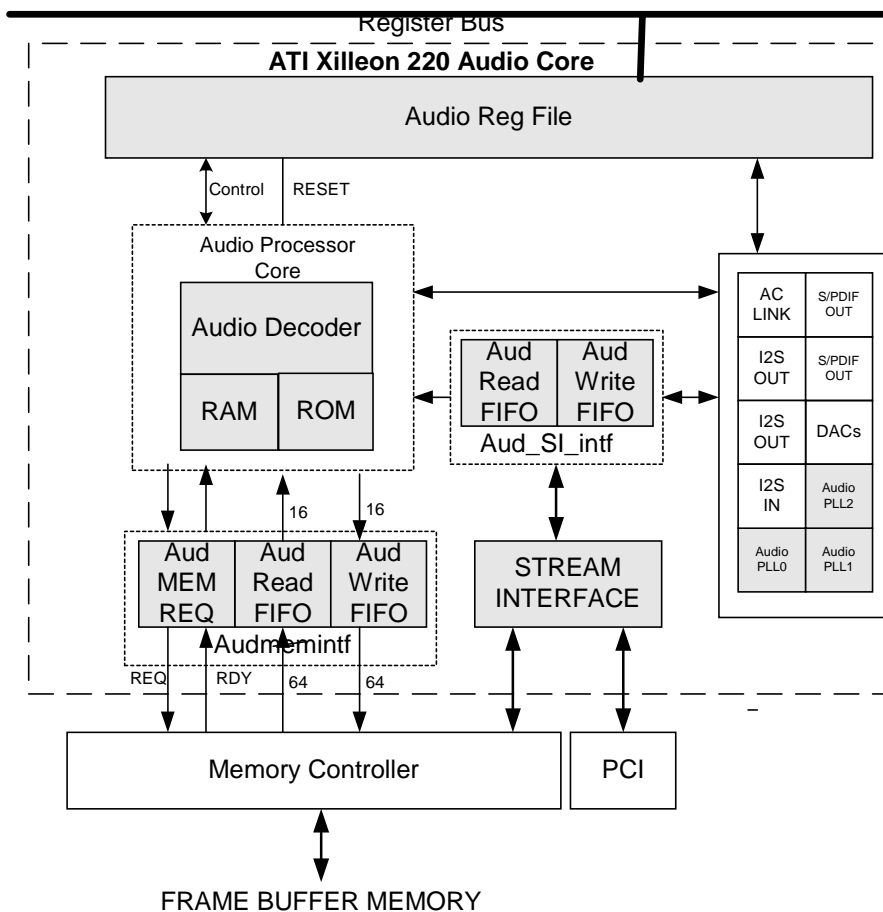 Register Bus
ATI Xilleon 220 Audio Core
Audio Reg File
Control
RESET
Audio Processor
Core
Audio Decoder
RAM
ROM
Aud
Read
FIFO
Aud
Write
FIFO
Aud_SI_intf
AC
LINK
S/PDIF
OUT
I2S
OUT
S/PDIF
OUT
I2S
OUT
DACs
I2S
IN
Audio
PLL2
Audio
PLL0
Audio
PLL1
16
16
Aud
MEM
REQ
Aud
Read
FIFO
Aud
Write
FIFO
Audmemintf
STREAM
INTERFACE
REQ
RDY
64
64
Memory Controller
PCI
FRAME BUFFER MEMORY